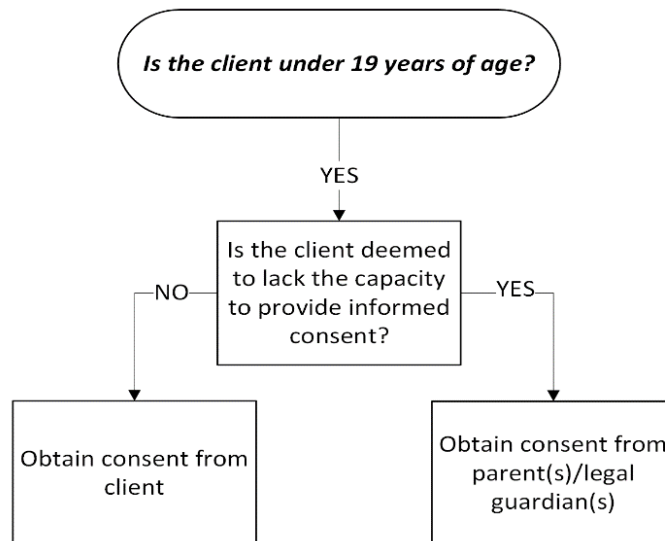 Is the client under 19 years of age?
YES
Is the client deemed
to lack the capacity
to provide informed
consent?
NO
YES
Obtain consent from
client
Obtain consent from
parent(s)/legal
guardian(s)